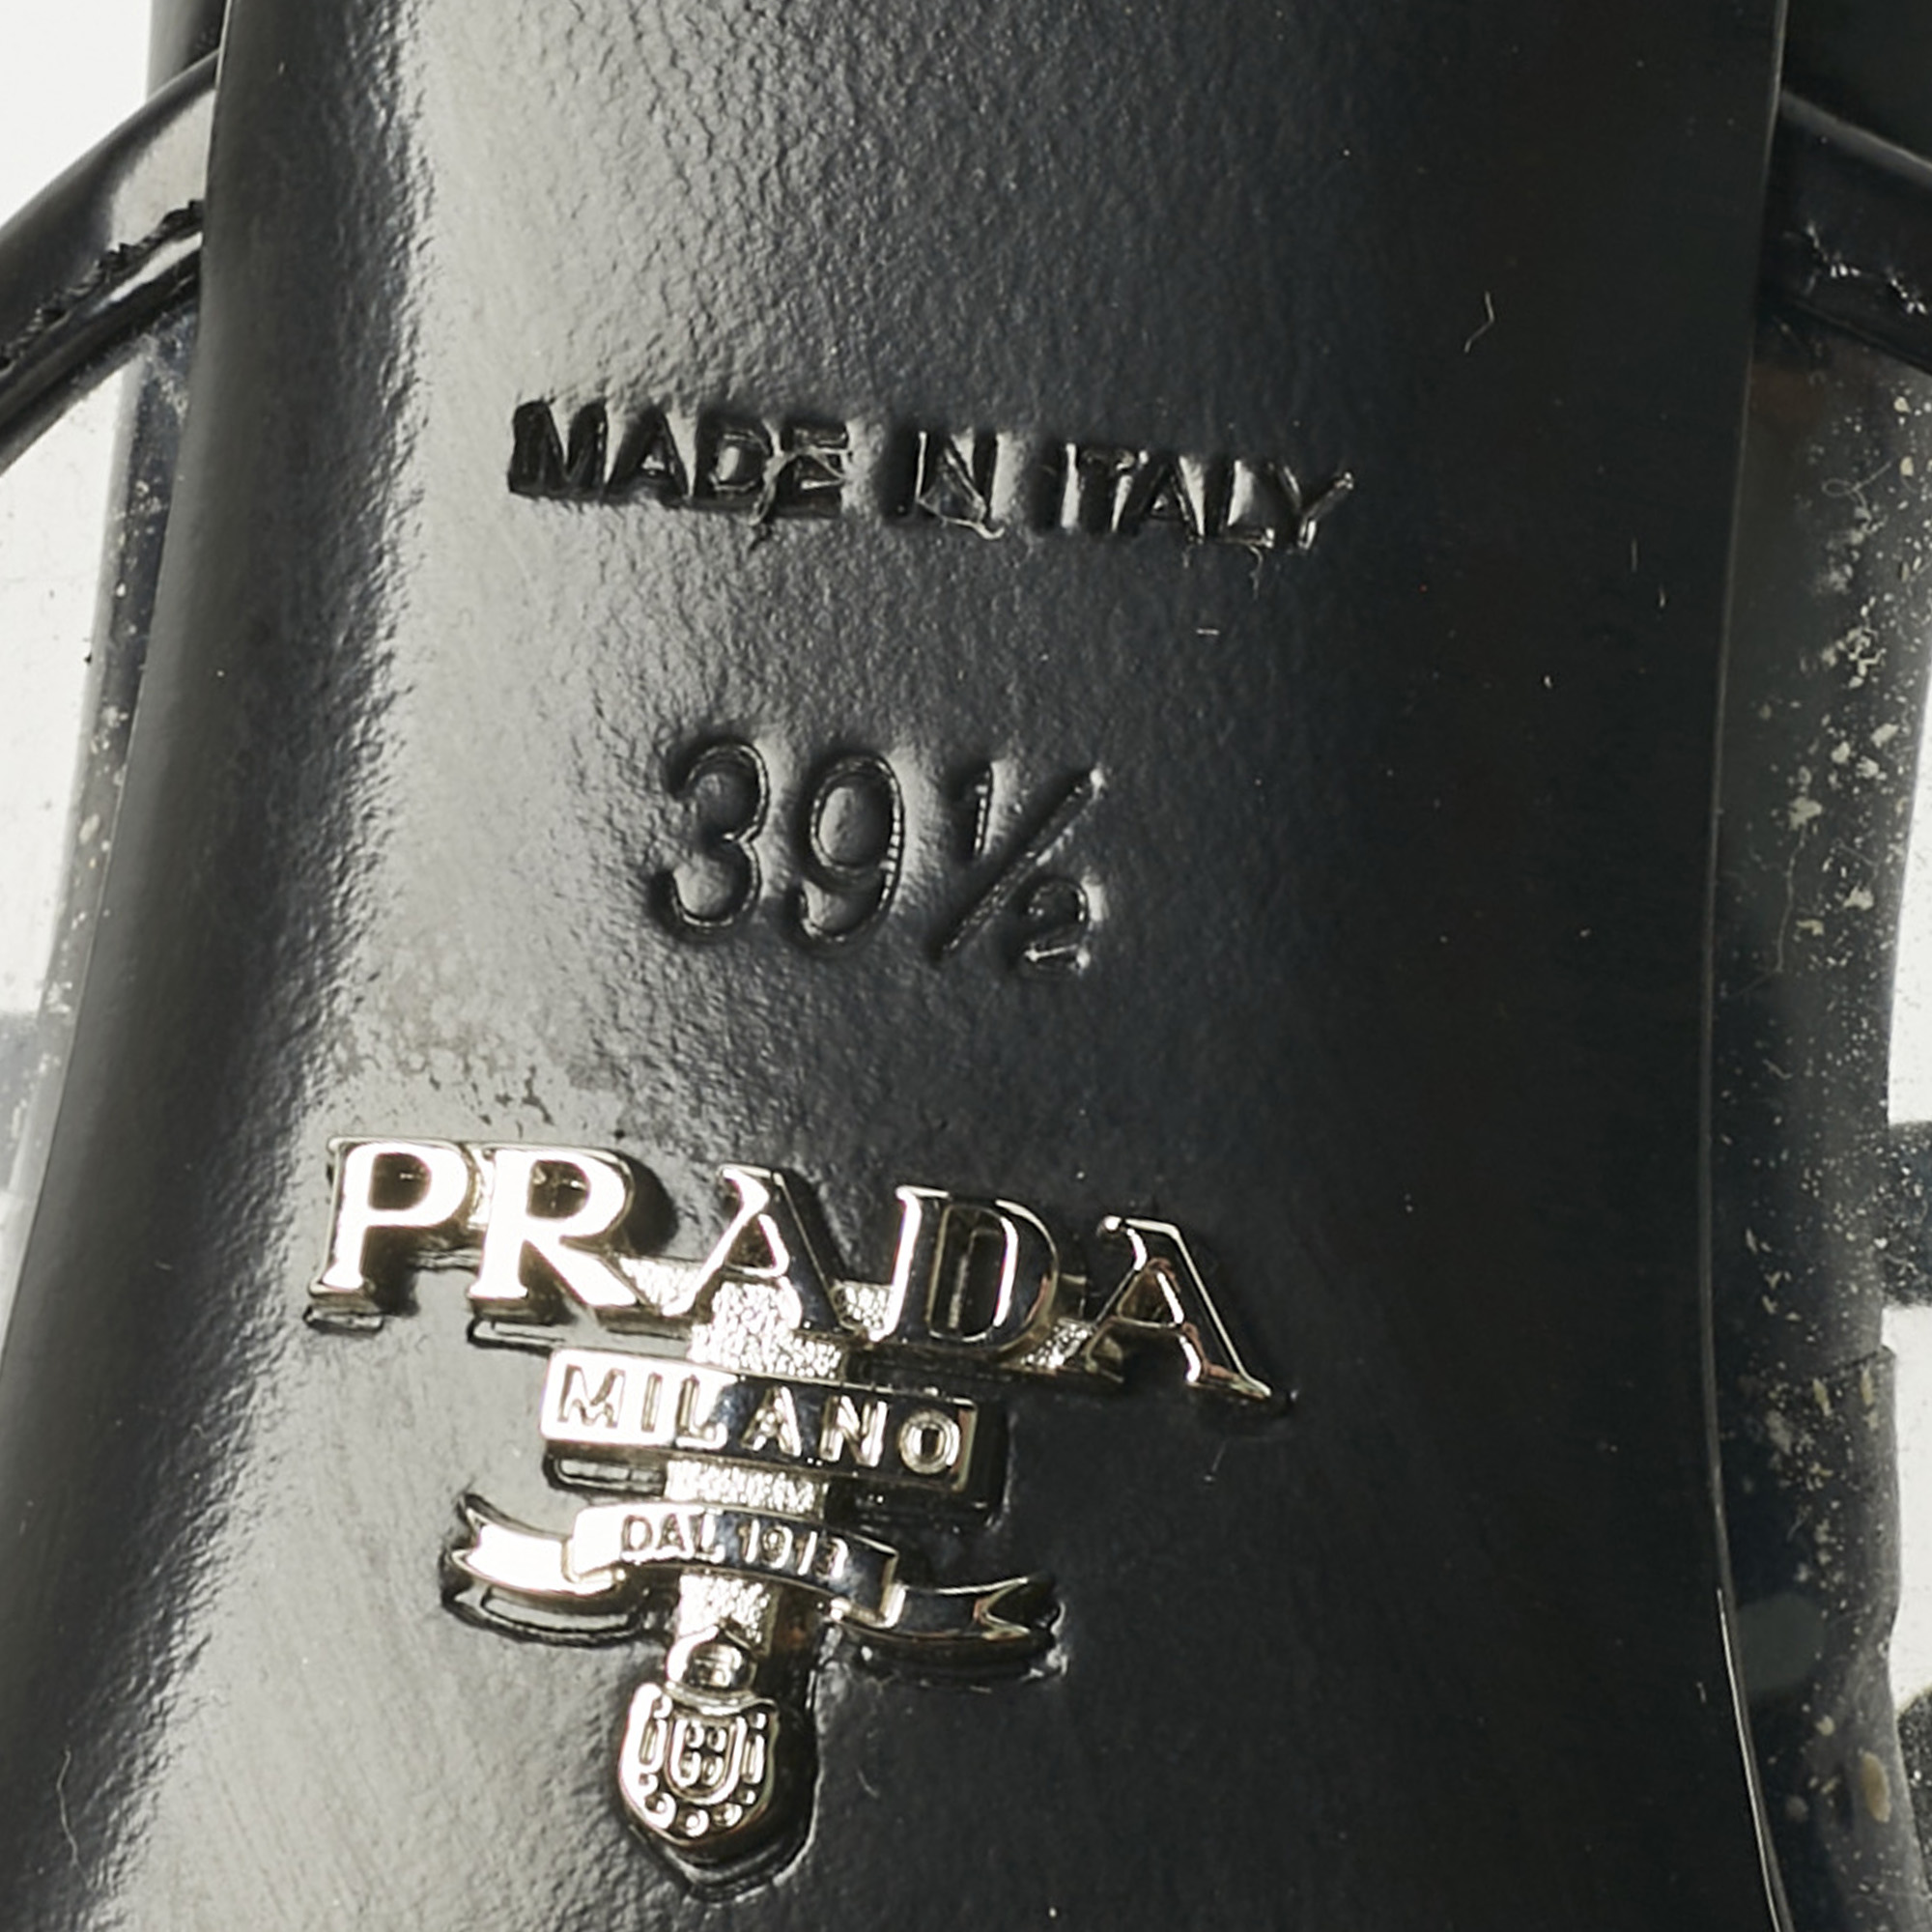 MADE IN ITALY
39½
PRADA
MILANO
DAL 1913